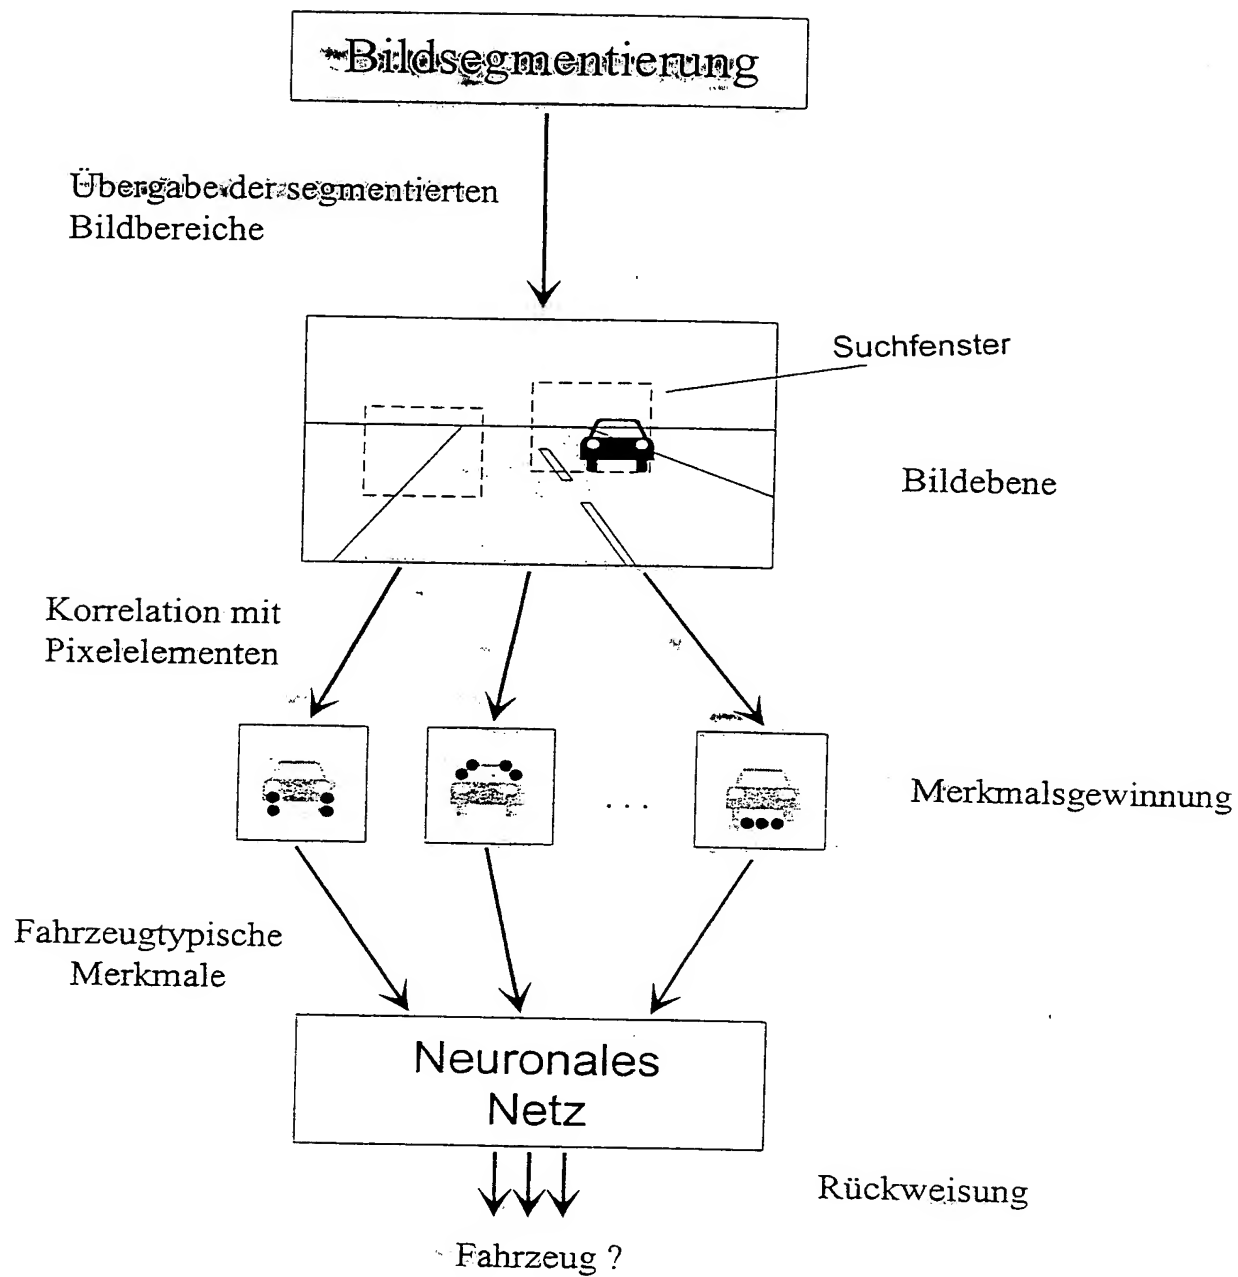 Bildsegmentierung
Übergabe der segmentierten
Bildbereiche
Suchfenster
Bildebene
Korrelation mit
Pixelelementen
. . .
Merkmalsgewinnung
Fahrzeugtypische
Merkmale
Neuronales
Netz
Rückweisung
Fahrzeug ?